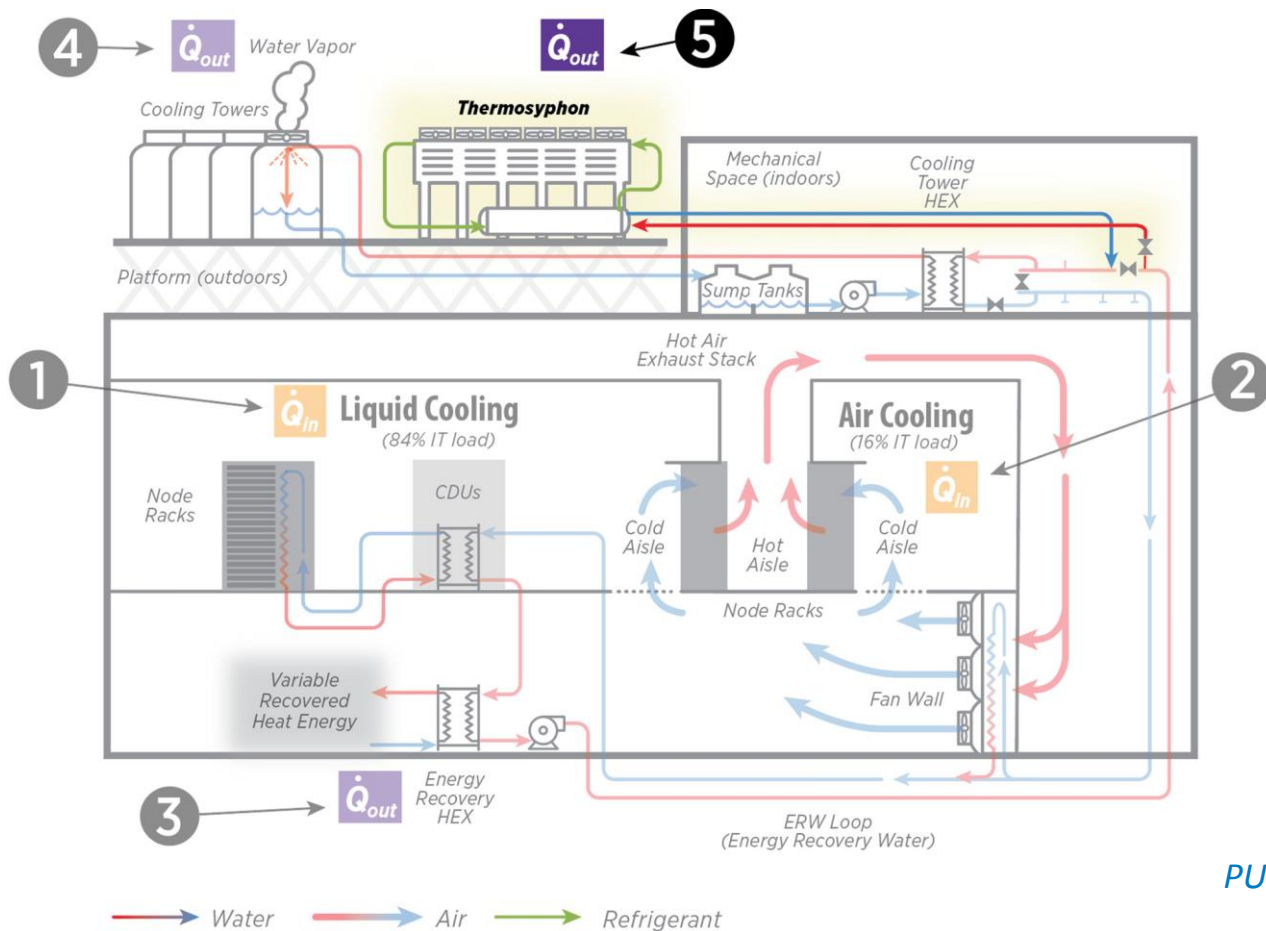 4
Q̇out
Water Vapor
Q̇out
5
Cooling Towers
Thermosyphon
Mechanical
Space (indoors)
Cooling
Tower
HEX
Platform (outdoors)
Sump Tanks
Hot Air
Exhaust Stack
1
Q̇in
Liquid Cooling
(84% IT load)
Air Cooling
(16% IT load)
2
Q̇in
Node
Racks
CDUs
Cold
Aisle
Hot
Aisle
Cold
Aisle
Node Racks
Variable
Recovered
Heat Energy
Fan Wall
3
Q̇out
Energy
Recovery
HEX
ERW Loop
(Energy Recovery Water)
PU
Water
Air
Refrigerant